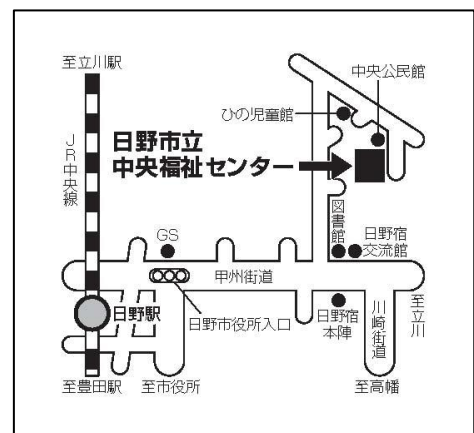 至立川駅
中央公民館
ひの児童館
JR中央線
日野市立
中央福祉センター
図書館
日野宿
交流館
GS
甲州街道
日野駅
日野市役所入口
日野宿
本陣
川崎街道
至立川
至豊田駅
至市役所
至高幡